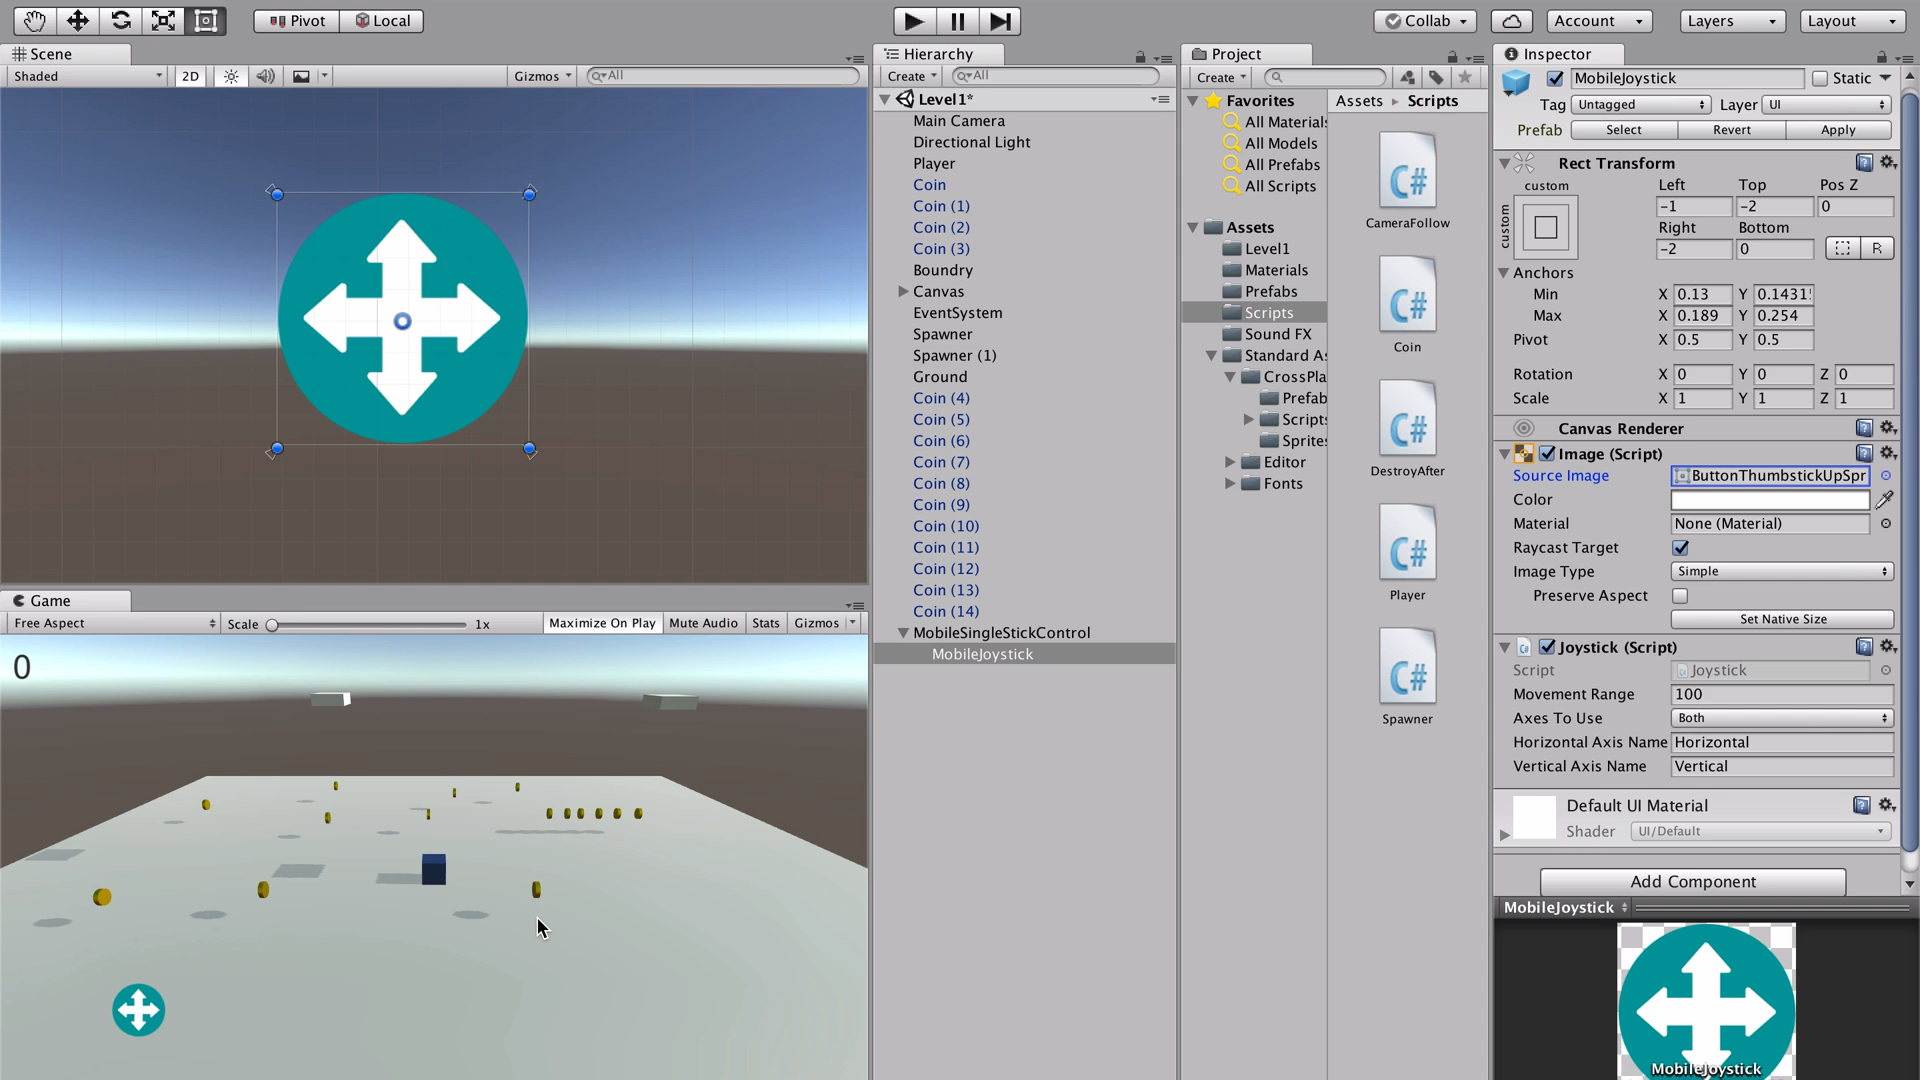 Pivot
Local
Collab
Account
Layers
Layout
Scene
Shaded
2D
Gizmos
All
Hierarchy
Create
All
Level1*
Main Camera
Directional Light
Player
Coin
Coin (1)
Coin (2)
Coin (3)
Boundry
Canvas
EventSystem
Spawner
Spawner (1)
Ground
Coin (4)
Coin (5)
Coin (6)
Coin (7)
Coin (8)
Coin (9)
Coin (10)
Coin (11)
Coin (12)
Coin (13)
Coin (14)
MobileSingleStickControl
MobileJoystick
Project
Create
Favorites
All Materials
All Models
All Prefabs
All Scripts
Assets
Level1
Materials
Prefabs
Scripts
Sound FX
Standard As
CrossPla
Prefab
Scripts
Sprites
Editor
Fonts
Assets
Scripts
C#
CameraFollow
C#
Coin
C#
DestroyAfter
C#
Player
C#
Spawner
Game
Free Aspect
Scale
1x
Maximize On Play
Mute Audio
Stats
Gizmos
0
Inspector
MobileJoystick
Static
Tag
Untagged
Layer
UI
Prefab
Select
Revert
Apply
Rect Transform
custom
custom
Left
Top
Pos Z
-1
-2
0
Right
Bottom
-2
0
R
Anchors
Min
X 0.13
Y 0.1431
Max
X 0.189
Y 0.254
Pivot
X 0.5
Y 0.5
Rotation
X 0
Y 0
Z 0
Scale
X 1
Y 1
Z 1
Canvas Renderer
Image (Script)
Source Image
ButtonThumbstickUpSpr
Color
Material
None (Material)
Raycast Target
Image Type
Simple
Preserve Aspect
Set Native Size
C#
Joystick (Script)
Script
Joystick
Movement Range
100
Axes To Use
Both
Horizontal Axis Name
Horizontal
Vertical Axis Name
Vertical
Default UI Material
Shader
UI/Default
Add Component
MobileJoystick
MobileJoystick